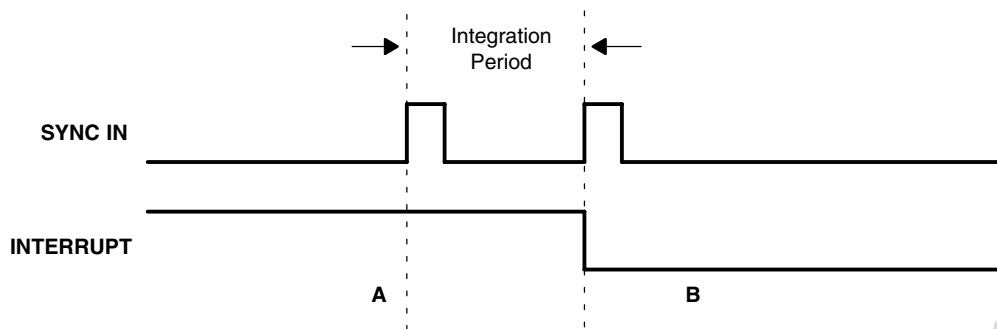 Integration
Period
SYNC IN
INTERRUPT
A
B